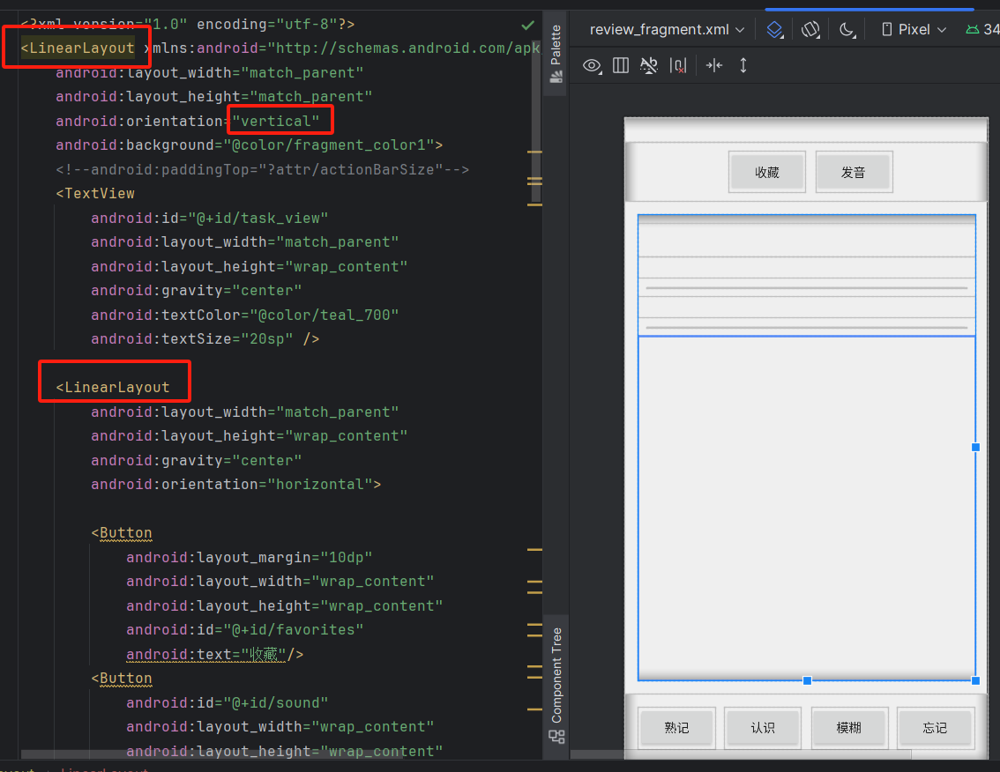 <?xml version="1.0" encoding="utf-8"?>
<LinearLayout xmlns:android="http://schemas.android.com/apk
android:layout_width="match_parent"
android:layout_height="match_parent"
android:orientation="vertical"
android:background="@color/fragment_color1">
<!--android:paddingTop="?attr/actionBarSize"-->
<TextView
android:id="@+id/task_view"
android:layout_width="match_parent"
android:layout_height="wrap_content"
android:gravity="center"
android:textColor="@color/teal_700"
android:textSize="20sp" />
<LinearLayout
android:layout_width="match_parent"
android:layout_height="wrap_content"
android:gravity="center"
android:orientation="horizontal">
<Button
android:layout_margin="10dp"
android:layout_width="wrap_content"
android:layout_height="wrap_content"
android:id="@+id/favorites"
android:text="收藏"/>
<Button
android:id="@+id/sound"
android:layout_width="wrap_content"
android:layout_height="wrap_content"
Palette
Component Tree
review_fragment.xml
Pixel
34
收藏
发音
熟记
认识
模糊
忘记